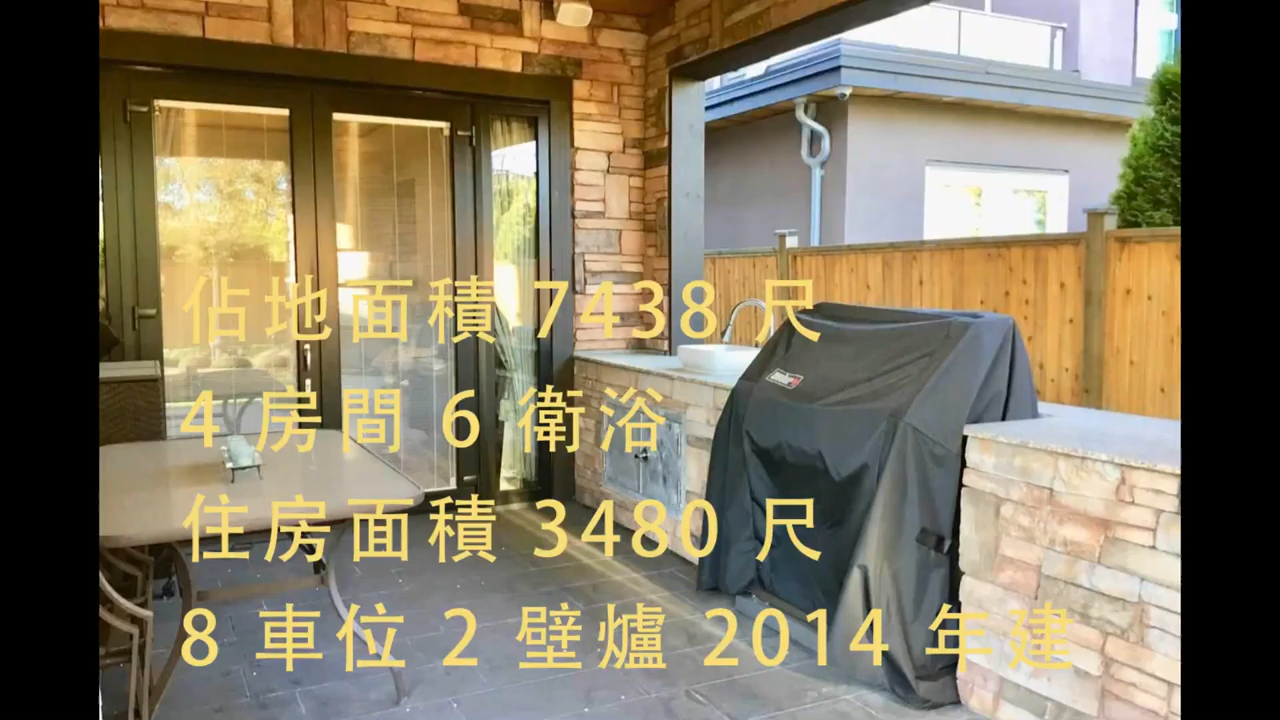 佔地面積 7438 尺
4 房間 6 衛浴
住房面積 3480 尺
8 車位 2 壁爐 2014 年建